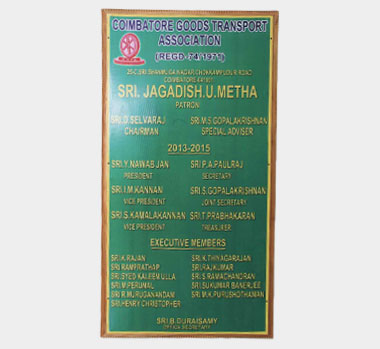 COIMBATORE GOODS TRANSPORT
ASSOCIATION
(REGD-74/1971)
SRI. JAGADISH.U.METHA
PATRON
SRI.D.SELVARAJ SRI.M.S.GOPALAKRISHNAN
CHAIRMAN SPECIAL ADVISER
2013-2015
SRI.Y.NAWAB JAN SRI.P.A.PAULRAJ
PRESIDENT SECRETARY
SRI.I.M.KANNAN SRI.S.GOPALAKRISHNAN
VICE PRESIDENT JOINT SECRETARY
SRI.S.KAMALAKANNAN SRI.T.PRABHAKARAN
VICE PRESIDENT TREASURER
EXECUTIVE MEMBERS
SRI.K.RAJAN SRI.K.THIYAGARAJAN
SRI RAMPRATHAP SRI.RAJKUMAR
SRI.SYED KALEEMULLA SRI.S.RAMACHANDRAN
SRI.M.PERUMAL SRI.SUKUMAR BANERJEE
SRI.R.MURUGANANDAM SRI.M.K.PURUSHOTHAMAN
SRI.HENRY CHRISTOPHER
SRI.B.DURAISAMY
OFFICE SECRETARY